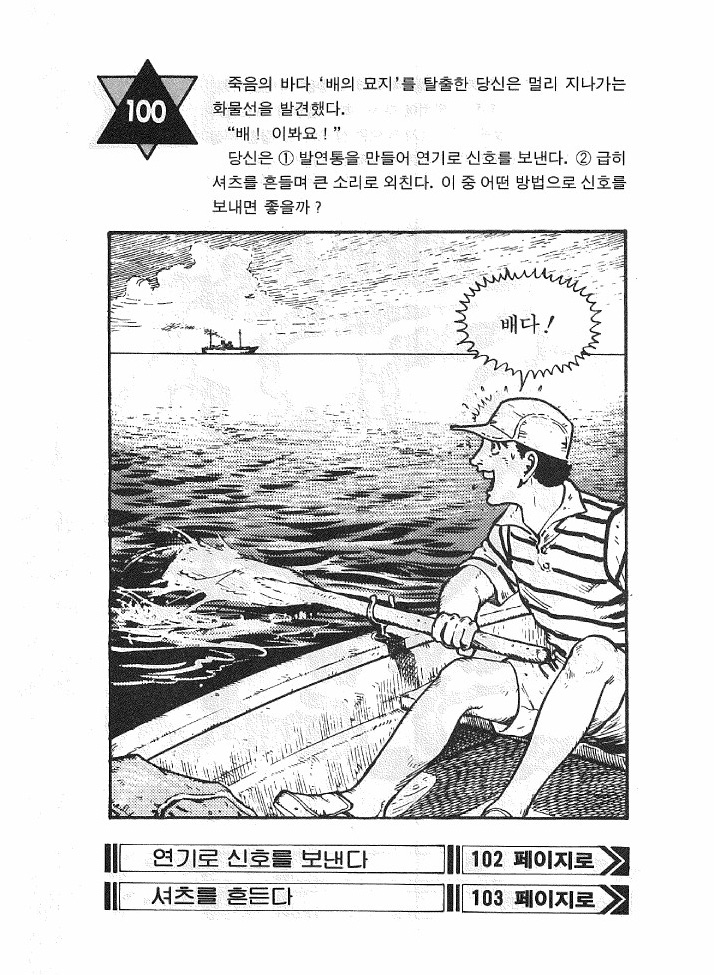 100
죽음의 바다 ‘배의 묘지’를 탈출한 당신은 멀리 지나가는
화물선을 발견했다.
“배! 이봐요!”
당신은 ① 발연통을 만들어 연기로 신호를 보낸다. ② 급히
셔츠를 흔들며 큰 소리로 외친다. 이 중 어떤 방법으로 신호를
보내면 좋을까?
배다!
연기로 신호를 보낸다 102 페이지로
셔츠를 흔든다 103 페이지로